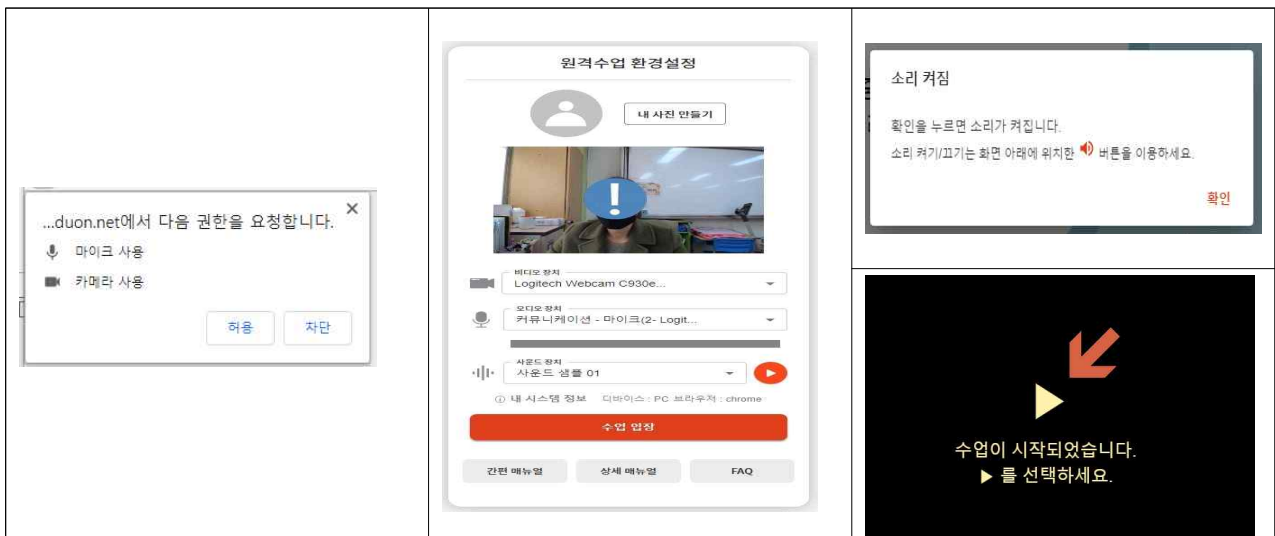 ...duon.net에서 다음 권한을 요청합니다.
마이크 사용
카메라 사용
허용 차단
원격수업 환경설정
내 사진 만들기
비디오 장치
Logitech Webcam C930e...
오디오 장치
커뮤니케이션 - 마이크(2- Logit...
사운드 장치
사운드 샘플 01
내 시스템 정보 디바이스 : PC 브라우저 : chrome
수업 입장
간편 매뉴얼 상세 매뉴얼 FAQ
소리 켜짐
확인을 누르면 소리가 켜집니다.
소리 켜기/끄기는 화면 아래에 위치한 버튼을 이용하세요.
확인
수업이 시작되었습니다.
▶ 를 선택하세요.